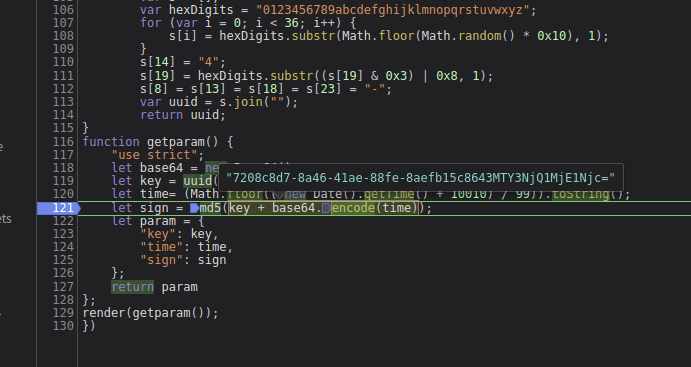 106 var hexDigits = "0123456789abcdefghijklmnopqrstuvwxyz";
107 for (var i = 0; i < 36; i++) {
108 s[i] = hexDigits.substr(Math.floor(Math.random() * 0x10), 1);
109 }
110 s[14] = "4";
111 s[19] = hexDigits.substr((s[19] & 0x3) | 0x8, 1);
112 s[8] = s[13] = s[18] = s[23] = "-";
113 var uuid = s.join("");
114 return uuid;
115 }
116 function getparam() {
117 "use strict";
118 let base64 =
"7208c8d7-8a46-41ae-88fe-8aefb15c8643MTY3NjQ1MjE1Njc="
119 let key = uuid(
120 let time= (Math.floor(( new Date().getTime() + 10010) / 99)).toString();
121 let sign = md5(key + base64.encode(time));
122 let param = {
123 "key": key,
124 "time": time,
125 "sign": sign
126 };
127 return param
128 };
129 render(getparam());
130 })